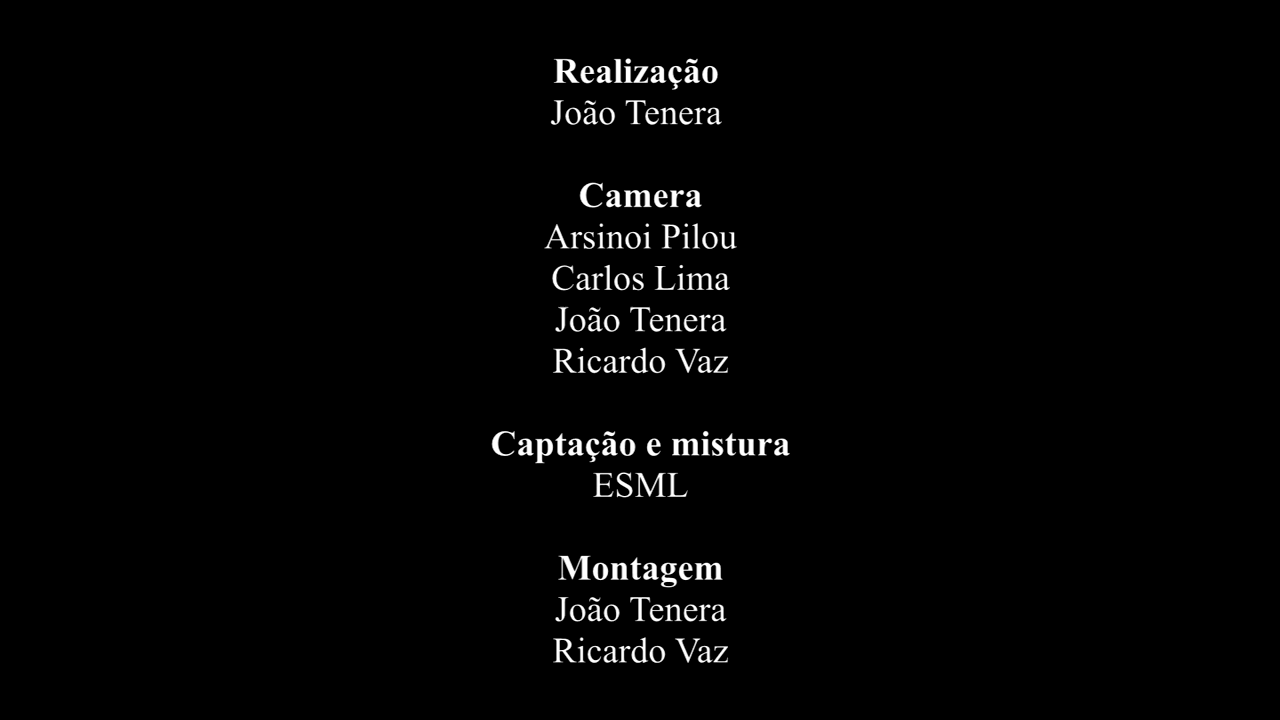 Realização
João Tenera
Camera
Arsinoi Pilou
Carlos Lima
João Tenera
Ricardo Vaz
Captação e mistura
ESML
Montagem
João Tenera
Ricardo Vaz